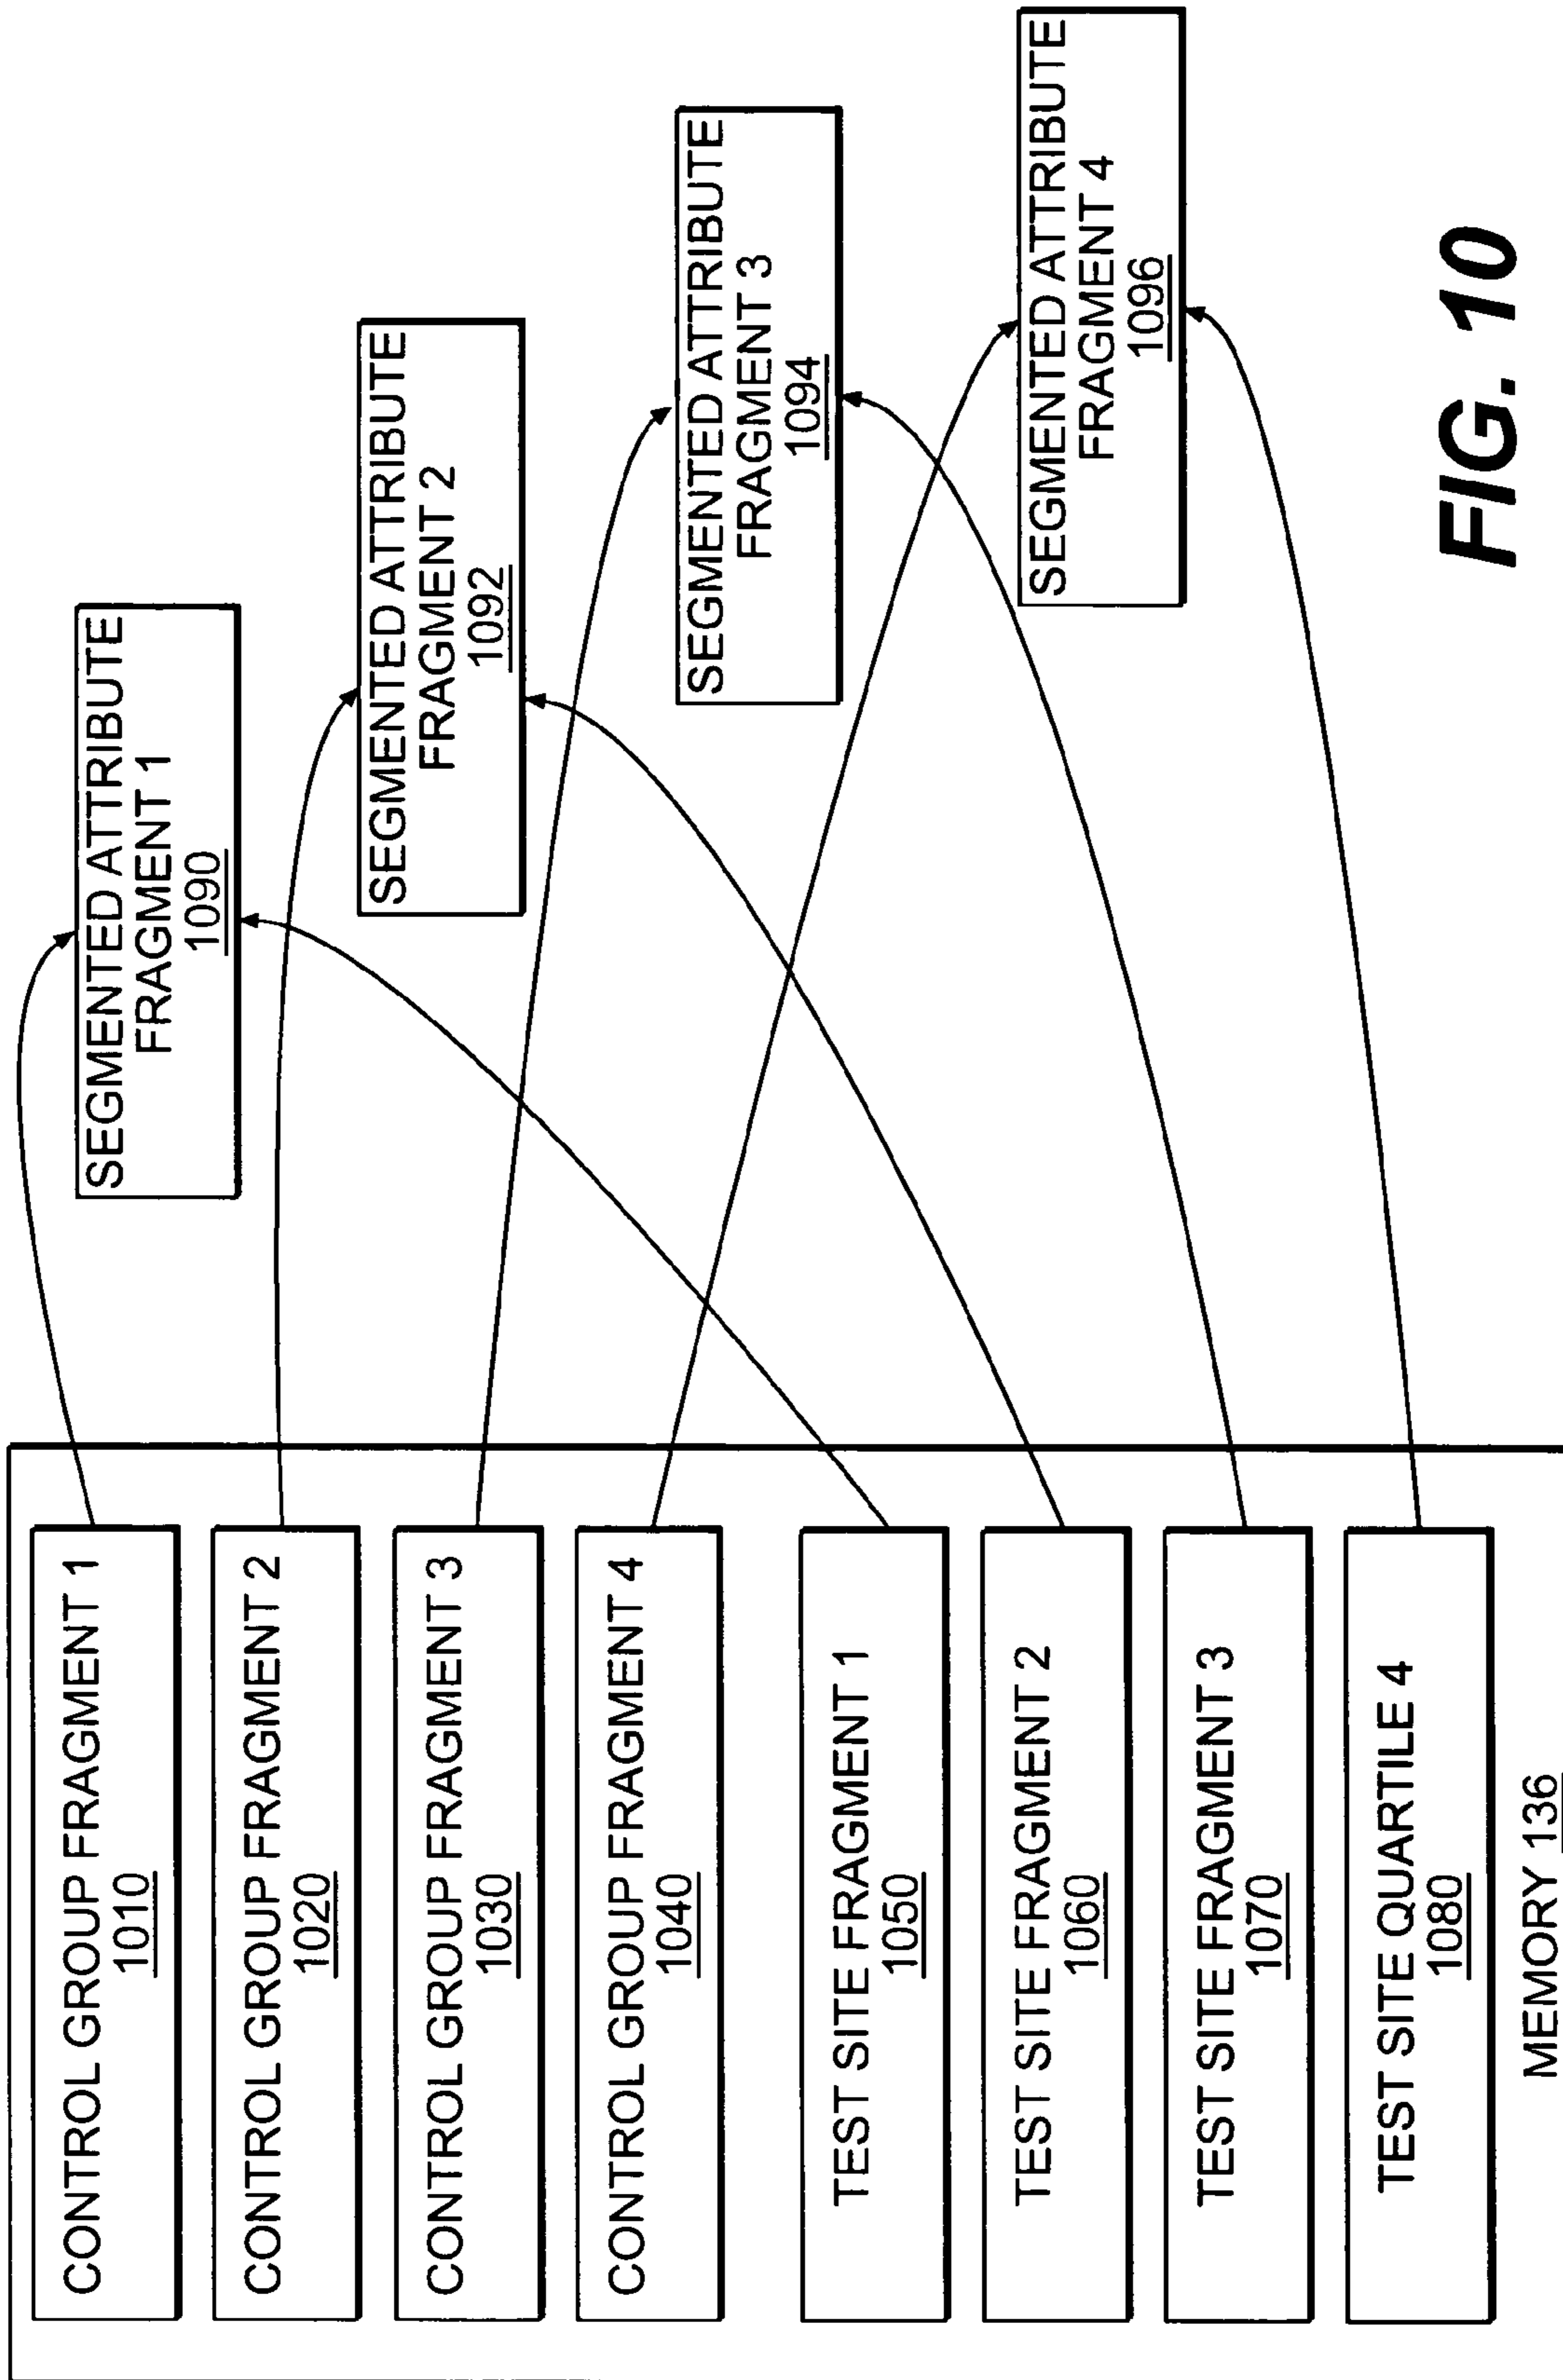 CONTROL GROUP FRAGMENT 1
1010
CONTROL GROUP FRAGMENT 2
1020
CONTROL GROUP FRAGMENT 3
1030
CONTROL GROUP FRAGMENT 4
1040
TEST SITE FRAGMENT 1
1050
TEST SITE FRAGMENT 2
1060
TEST SITE FRAGMENT 3
1070
TEST SITE QUARTILE 4
1080
MEMORY 136
SEGMENTED ATTRIBUTE
FRAGMENT 1
1090
SEGMENTED ATTRIBUTE
FRAGMENT 2
1092
SEGMENTED ATTRIBUTE
FRAGMENT 3
1094
SEGMENTED ATTRIBUTE
FRAGMENT 4
1096
FIG. 10